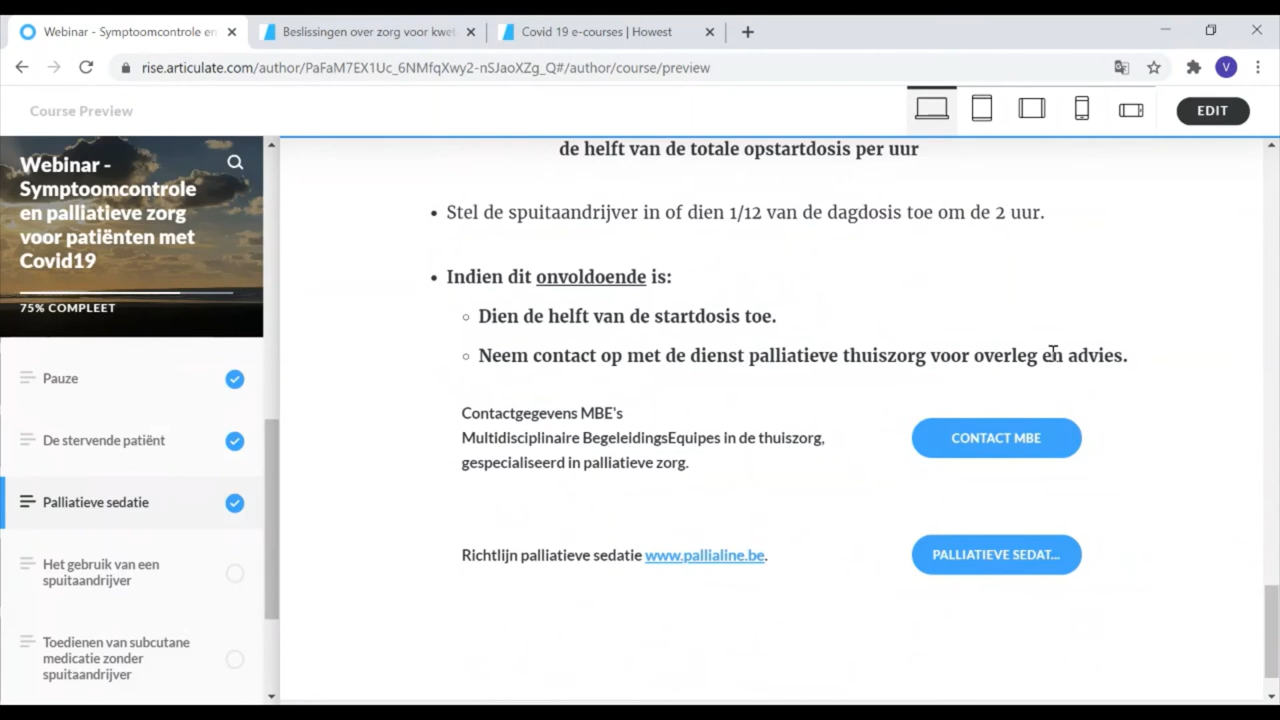 Webinar - Symptoomcontrole en
Beslissingen over zorg voor kwet
Covid 19 e-courses | Howest
rise.articulate.com/author/PaFaM7EX1Uc_6NMfqXwy2-nSJaoXZg_Q#/author/course/preview
V
Course Preview
EDIT
Webinar -
Symptoomcontrole
en palliatieve zorg
voor patiënten met
Covid19
75% COMPLEET
Pauze
De stervende patiënt
Palliatieve sedatie
Het gebruik van een
spuitaandrijver
Toedienen van subcutane
medicatie zonder
spuitaandrijver
de helft van de totale opstartdosis per uur
• Stel de spuitaandrijver in of dien 1/12 van de dagdosis toe om de 2 uur.
• Indien dit onvoldoende is:
◦ Dien de helft van de startdosis toe.
◦ Neem contact op met de dienst palliatieve thuiszorg voor overleg en advies.
Contactgegevens MBE's
Multidisciplinaire BegeleidingsEquipes in de thuiszorg,
gespecialiseerd in palliatieve zorg.
CONTACT MBE
Richtlijn palliatieve sedatie www.pallialine.be.
PALLIATIEVE SEDAT...